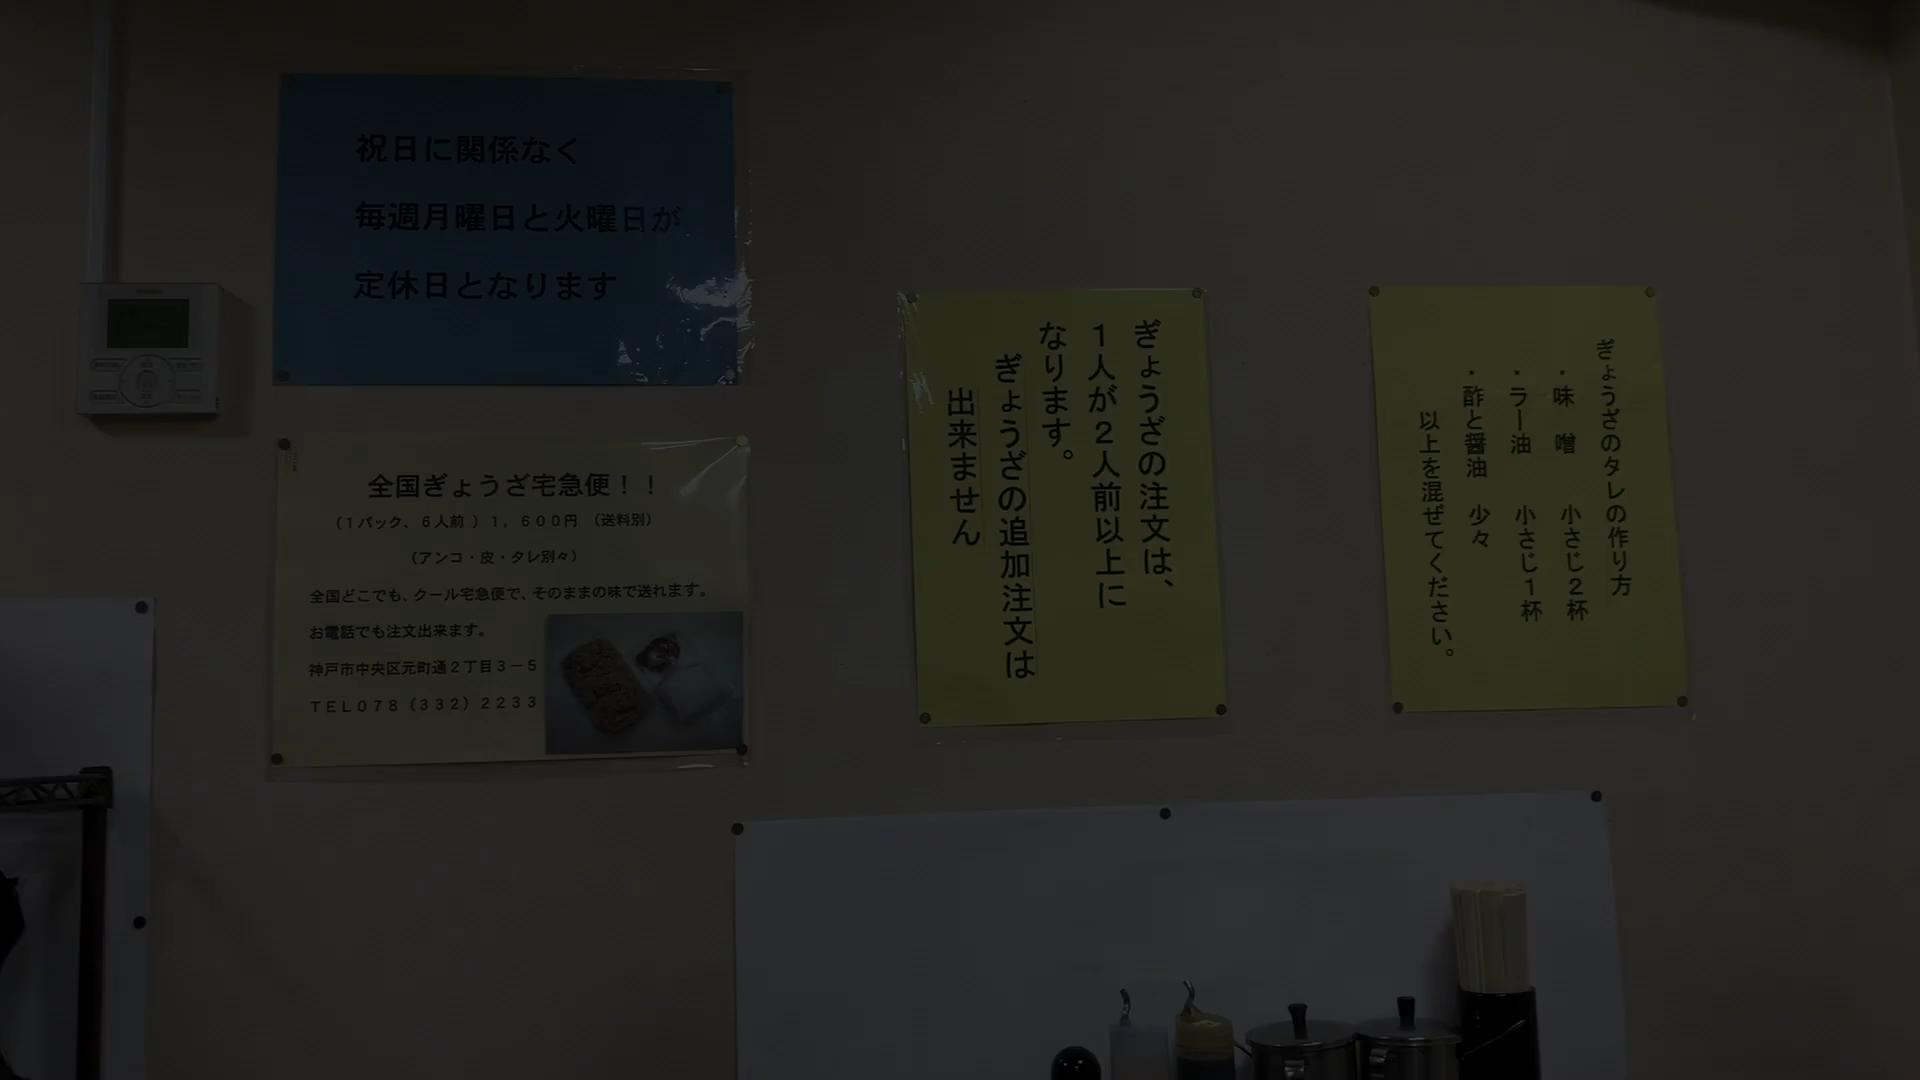 祝日に関係なく
毎週月曜日と火曜日が
定休日となります
全国ぎょうざ宅急便！！
（１パック、６人前）１，６００円 （送料別）
（アンコ・皮・タレ別々）
全国どこでも、クール宅急便で、そのままの味で送れます。
お電話でも注文出来ます。
神戸市中央区元町通２丁目３－５
ＴＥＬ０７８（３３２）２２３３
ぎょうざの注文は、
１人が２人前以上に
なります。
ぎょうざの追加注文は
出来ません
ぎょうざのタレの作り方
・味　噌　小さじ２杯
・ラー油　小さじ１杯
・酢と醤油　少々
以上を混ぜてください。